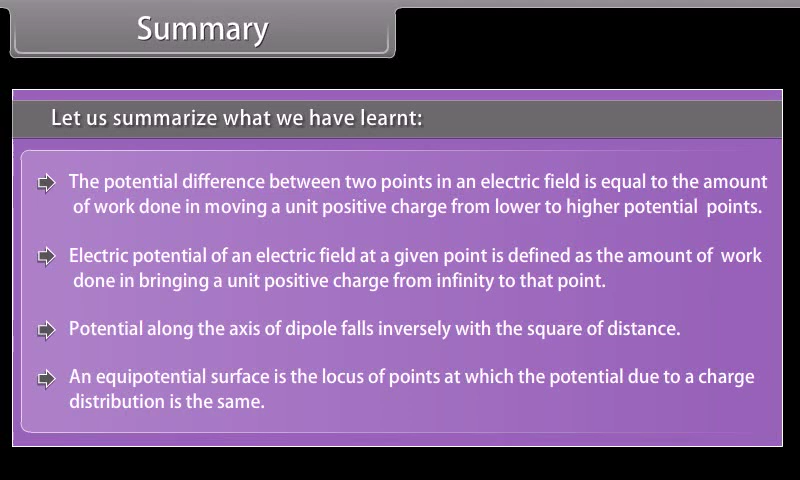 Summary
Let us summarize what we have learnt:
The potential difference between two points in an electric field is equal to the amount
of work done in moving a unit positive charge from lower to higher potential points.
Electric potential of an electric field at a given point is defined as the amount of work
done in bringing a unit positive charge from infinity to that point.
Potential along the axis of dipole falls inversely with the square of distance.
An equipotential surface is the locus of points at which the potential due to a charge
distribution is the same.